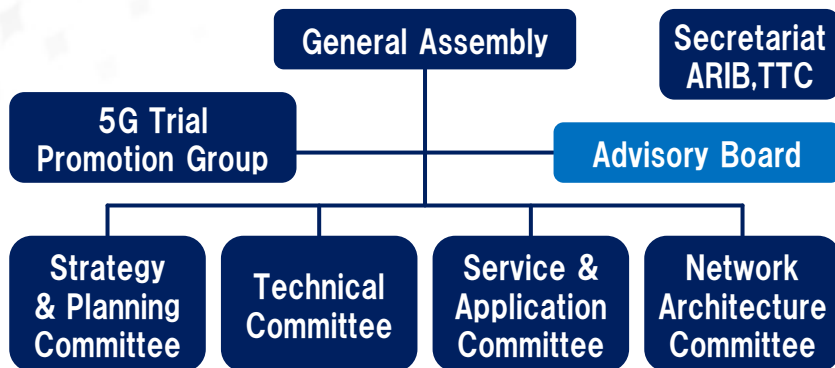 General Assembly
Secretariat
ARIB,TTC
5G Trial
Promotion Group
Advisory Board
Strategy
& Planning
Committee
Technical
Committee
Service &
Application
Committee
Network
Architecture
Committee